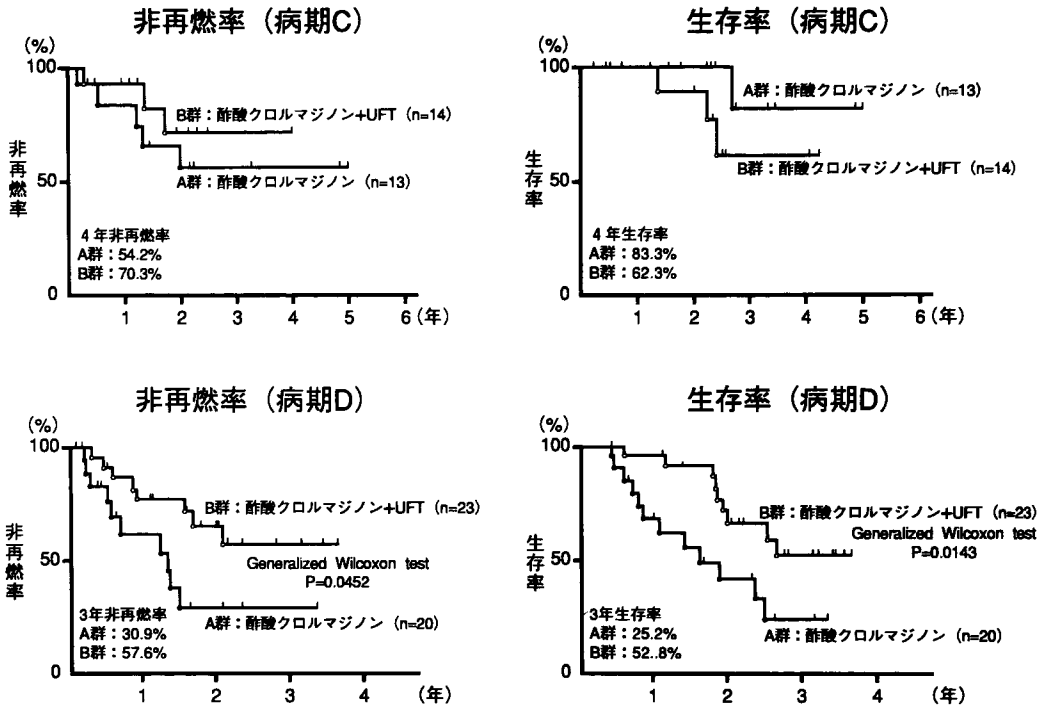 非再燃率（病期C）
(%)
100
50
0
非再燃率
B群：酢酸クロルマジノン+UFT（n=14）
A群：酢酸クロルマジノン（n=13）
4年非再燃率
A群：54.2%
B群：70.3%
1 2 3 4 5 6（年）
生存率（病期C）
(%)
100
50
0
生存率
A群：酢酸クロルマジノン（n=13）
B群：酢酸クロルマジノン+UFT（n=14）
4年生存率
A群：83.3%
B群：62.3%
1 2 3 4 5 6（年）
非再燃率（病期D）
(%)
100
50
0
非再燃率
B群：酢酸クロルマジノン+UFT（n=23）
Generalized Wilcoxon test
P=0.0452
A群：酢酸クロルマジノン（n=20）
3年非再燃率
A群：30.9%
B群：57.6%
1 2 3 4（年）
生存率（病期D）
(%)
100
50
0
生存率
B群：酢酸クロルマジノン+UFT（n=23）
Generalized Wilcoxon test
P=0.0143
A群：酢酸クロルマジノン（n=20）
3年生存率
A群：25.2%
B群：52..8%
1 2 3 4（年）